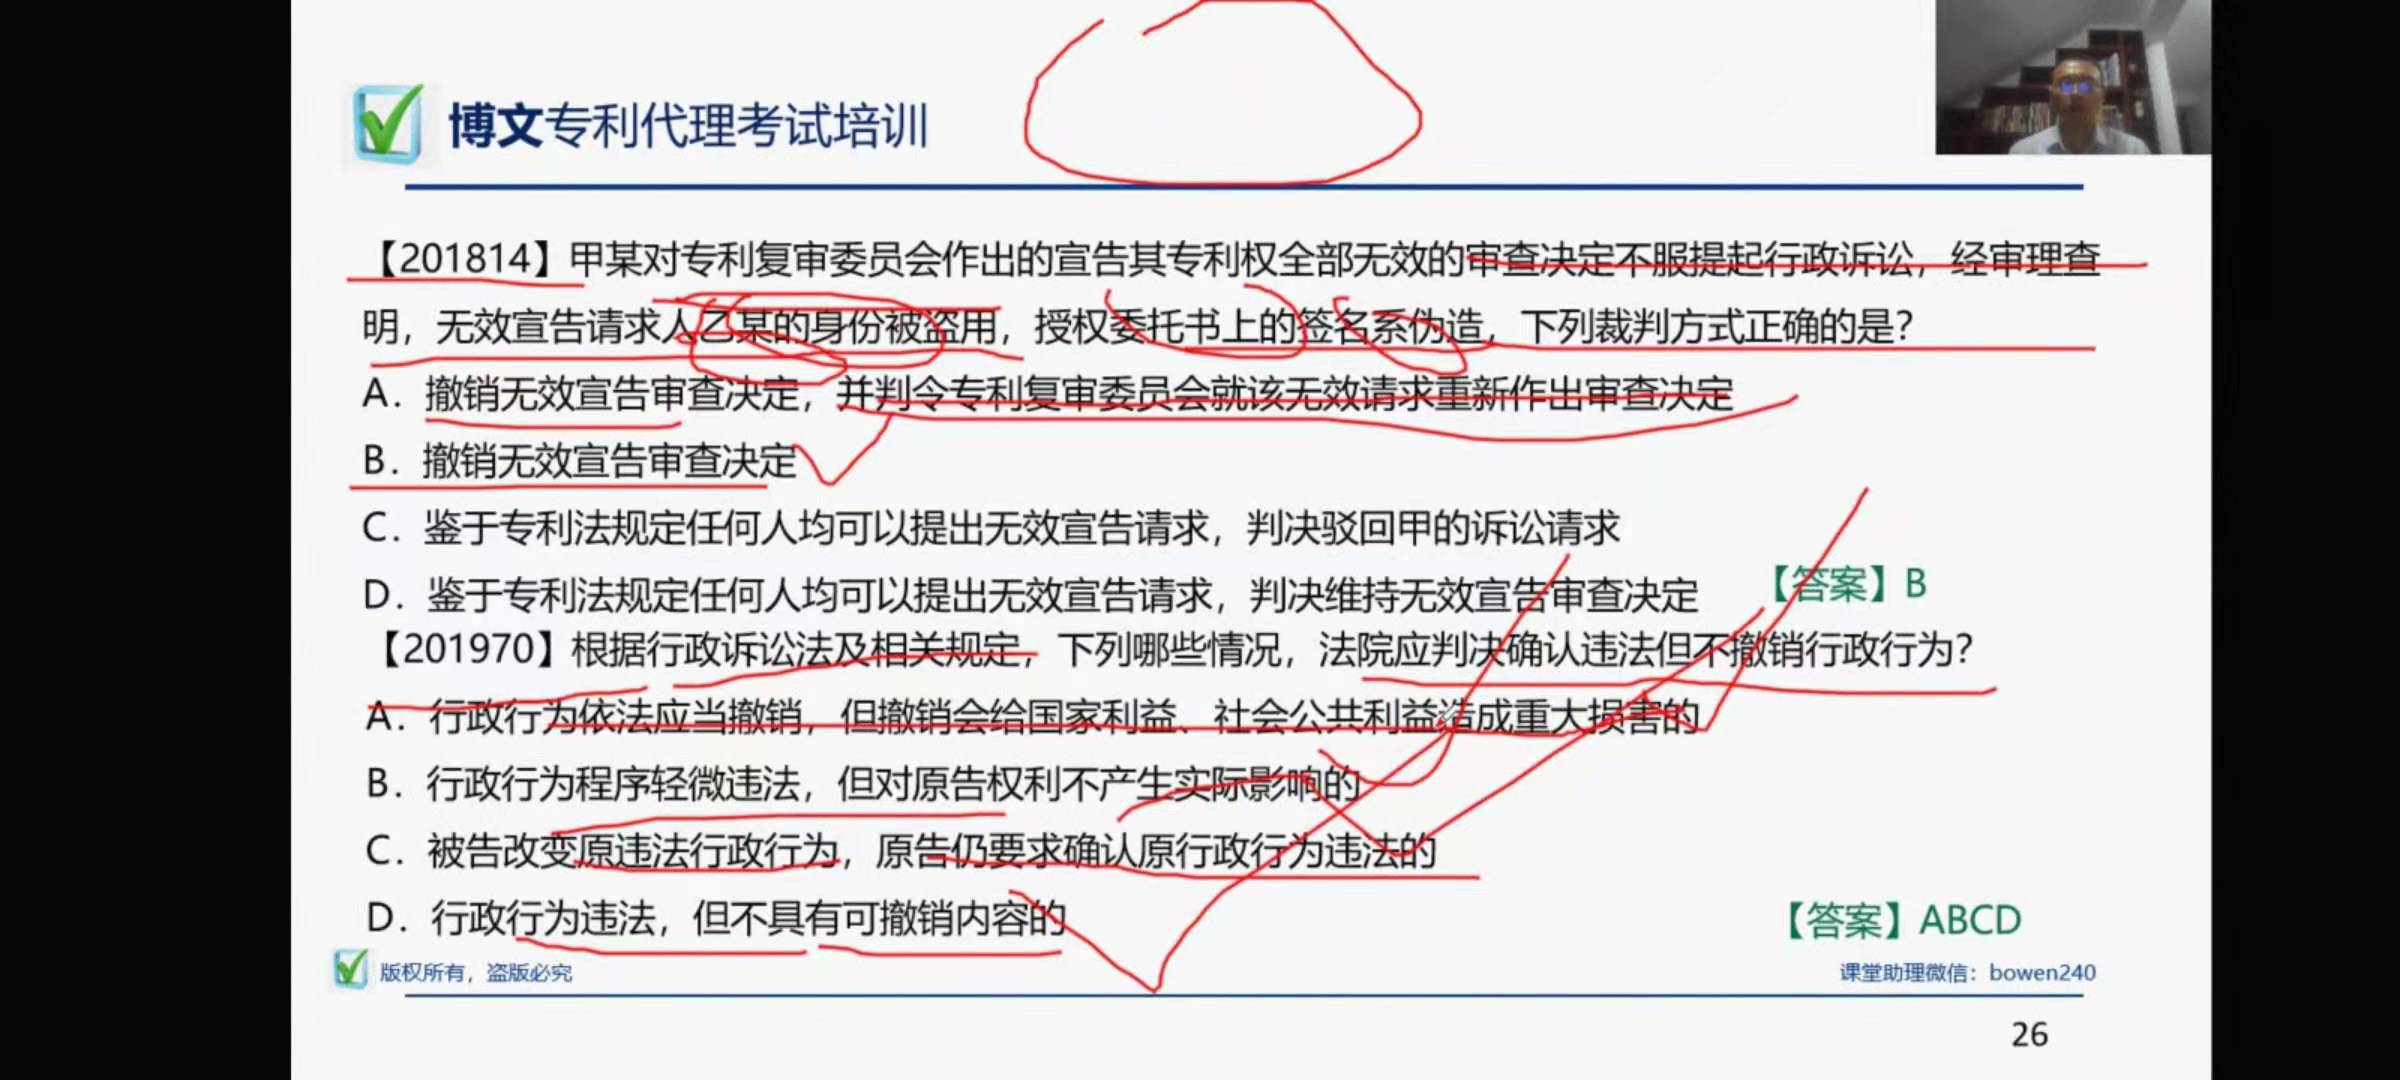 博文专利代理考试培训
【201814】甲某对专利复审委员会作出的宣告其专利权全部无效的审查决定不服提起行政诉讼，经审理查
明，无效宣告请求人乙某的身份被盗用，授权委托书上的签名系伪造，下列裁判方式正确的是？
A．撤销无效宣告审查决定，并判令专利复审委员会就该无效请求重新作出审查决定
B．撤销无效宣告审查决定
C．鉴于专利法规定任何人均可以提出无效宣告请求，判决驳回甲的诉讼请求
D．鉴于专利法规定任何人均可以提出无效宣告请求，判决维持无效宣告审查决定
【答案】B
【201970】根据行政诉讼法及相关规定，下列哪些情况，法院应判决确认违法但不撤销行政行为？
A．行政行为依法应当撤销，但撤销会给国家利益、社会公共利益造成重大损害的
B．行政行为程序轻微违法，但对原告权利不产生实际影响的
C．被告改变原违法行政行为，原告仍要求确认原行政行为违法的
D．行政行为违法，但不具有可撤销内容的
【答案】ABCD
版权所有，盗版必究
课堂助理微信：bowen240
26